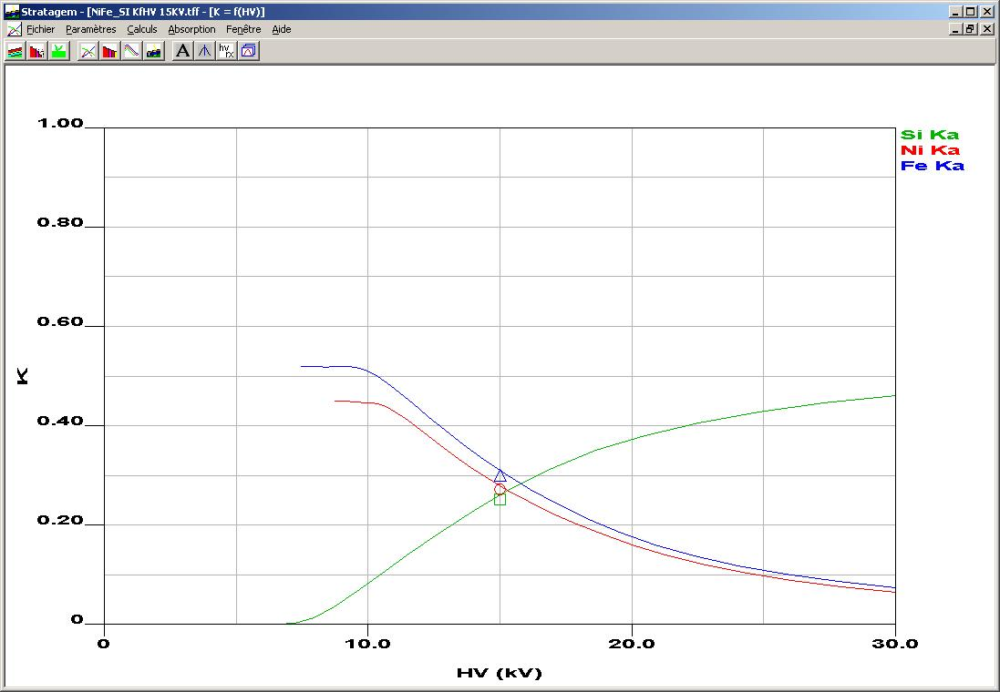 Stratagem - [NiFe_SI KfHV 15KV.tff - [K = f(HV)]
Fichier Paramètres Calculs Absorption Fenêtre Aide
A hv rx
1.00
Si Ka
Ni Ka
Fe Ka
0.80
0.60
K
0.40
0.20
0
0 10.0 20.0 30.0
HV (kV)